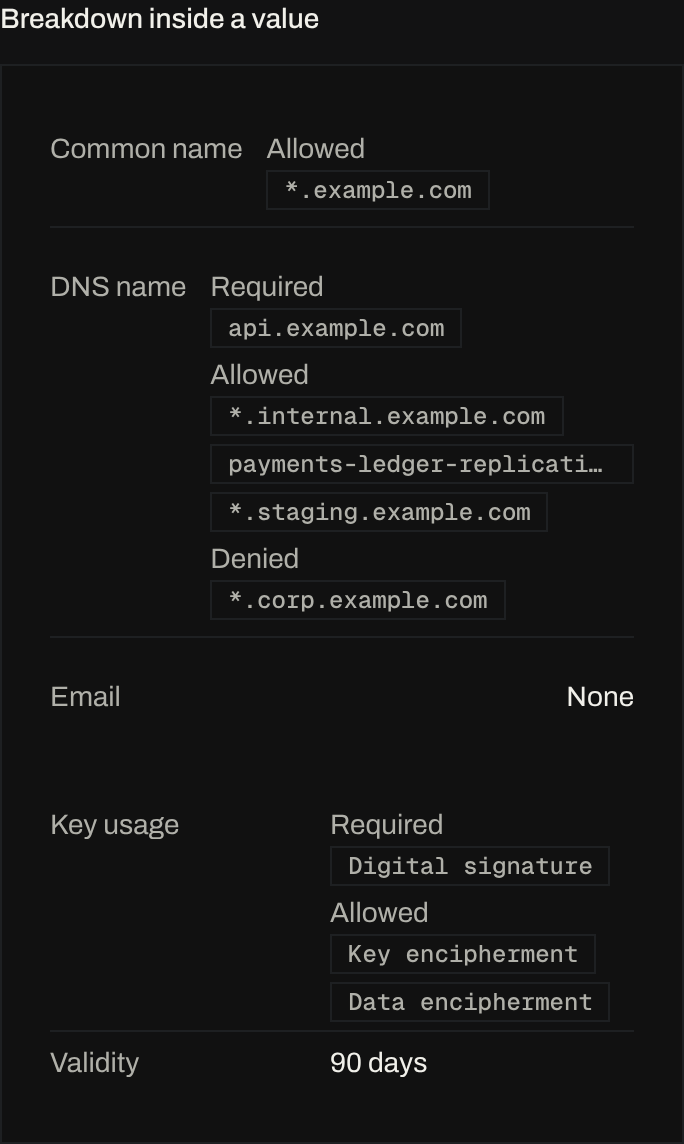 Breakdown inside a value
Common name Allowed
*.example.com
DNS name Required
api.example.com
Allowed
*.internal.example.com
payments-ledger-replicati…
*.staging.example.com
Denied
*.corp.example.com
Email None
Key usage Required
Digital signature
Allowed
Key encipherment
Data encipherment
Validity 90 days